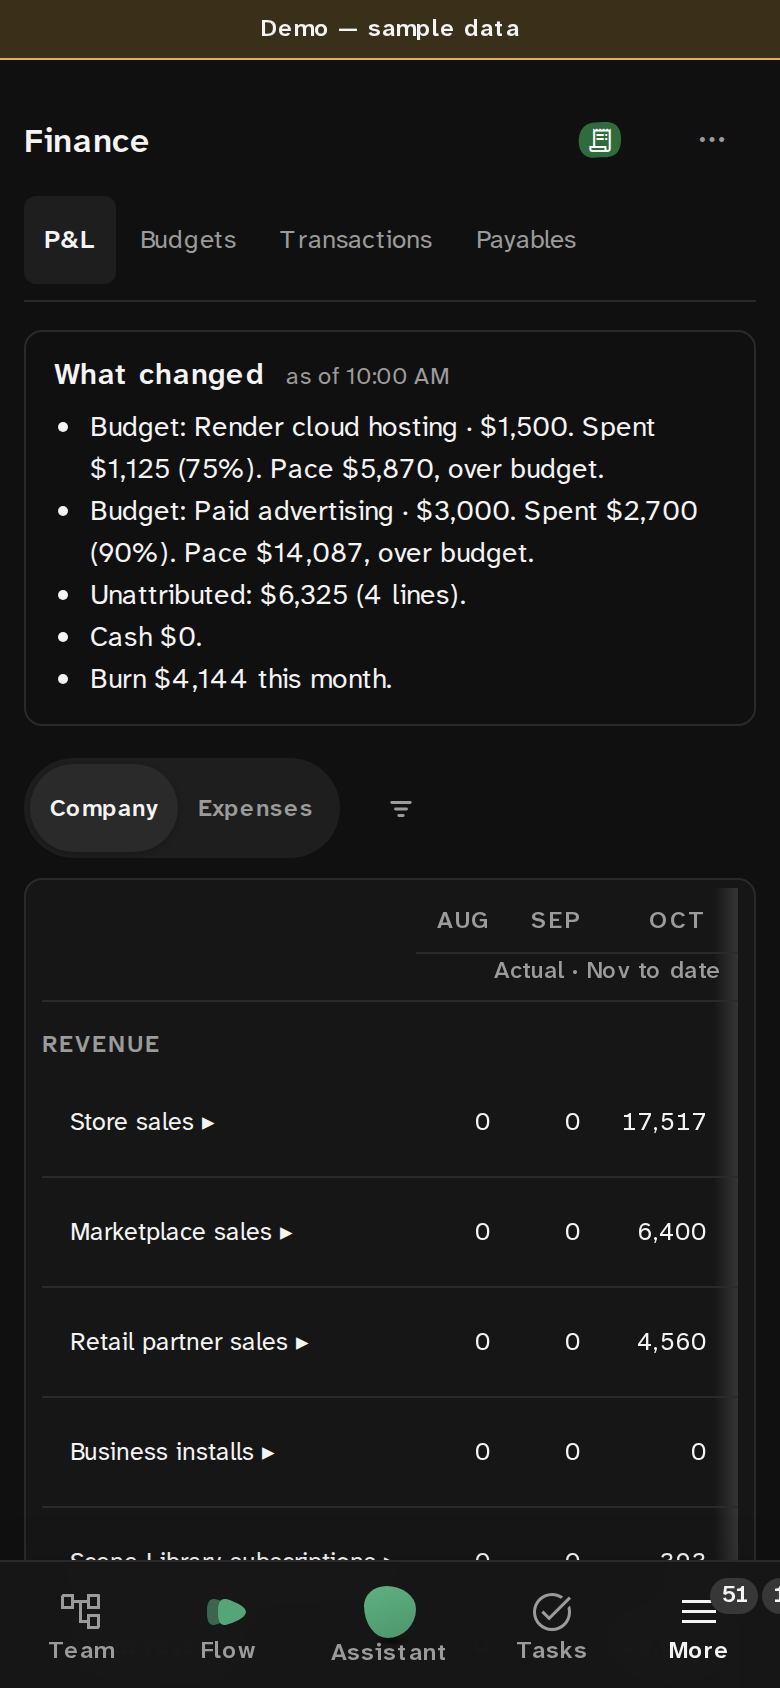 Demo — sample data
Finance
P&L Budgets Transactions Payables
What changed as of 10:00 AM
• Budget: Render cloud hosting · $1,500. Spent
$1,125 (75%). Pace $5,870, over budget.
• Budget: Paid advertising · $3,000. Spent $2,700
(90%). Pace $14,087, over budget.
• Unattributed: $6,325 (4 lines).
• Cash $0.
• Burn $4,144 this month.
Company Expenses
AUG SEP OCT
Actual · Nov to date
REVENUE
Store sales ▸ 0 0 17,517
Marketplace sales ▸ 0 0 6,400
Retail partner sales ▸ 0 0 4,560
Business installs ▸ 0 0 0
Scope Library subscriptions ▸ 0 0
51
Team Flow Assistant Tasks More